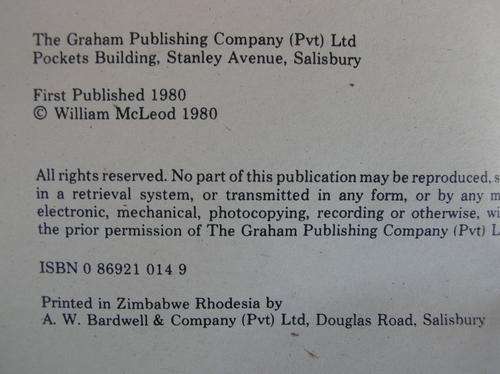 The Graham Publishing Company (Pvt) Ltd
Pockets Building, Stanley Avenue, Salisbury
First Published 1980
© William McLeod 1980
All rights reserved. No part of this publication may be reproduced, s
in a retrieval system, or transmitted in any form, or by any m
electronic, mechanical, photocopying, recording or otherwise, wi
the prior permission of The Graham Publishing Company (Pvt) L
ISBN 0 86921 014 9
Printed in Zimbabwe Rhodesia by
A. W. Bardwell & Company (Pvt) Ltd, Douglas Road, Salisbury